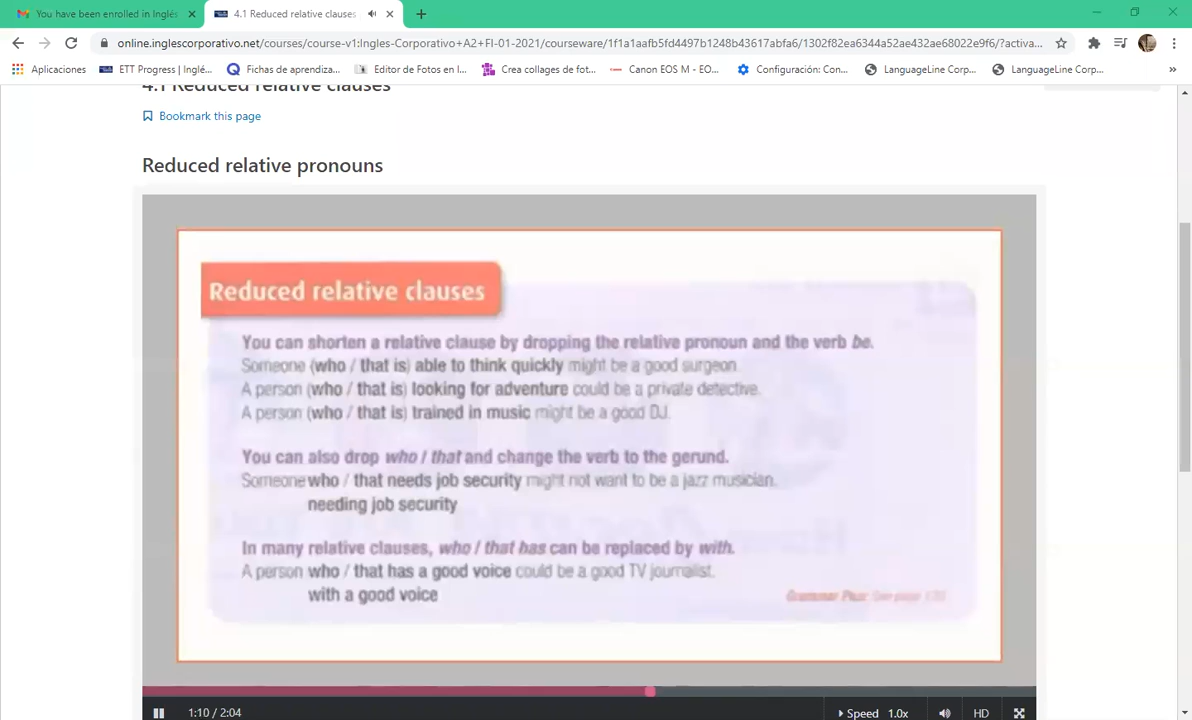 You have been enrolled in Inglés
4.1 Reduced relative clauses
online.inglescorporativo.net/courses/course-v1:Ingles-Corporativo+A2+FI-01-2021/courseware/1f1a1aafb5fd4497b1248b43617abfa6/1302f82ea6344a52ae432ae68022e9f6/?activa...
Aplicaciones ETT Progress | Inglé... Fichas de aprendiza... Editor de Fotos en l... Crea collages de fot... Canon EOS M - EO... Configuración: Con... LanguageLine Corp... LanguageLine Corp... »
4.1 Reduced relative clauses
Bookmark this page
Reduced relative pronouns
Reduced relative clauses
You can shorten a relative clause by dropping the relative pronoun and the verb be.
Someone (who / that is) able to think quickly might be a good surgeon.
A person (who / that is) looking for adventure could be a private detective.
A person (who / that is) trained in music might be a good DJ.
You can also drop who / that and change the verb to the gerund.
Someone who / that needs job security might not want to be a jazz musician.
needing job security
In many relative clauses, who / that has can be replaced by with.
A person who / that has a good voice could be a good TV journalist.
with a good voice
Grammar Plus: See page
1:10 / 2:04
Speed 1.0x
HD